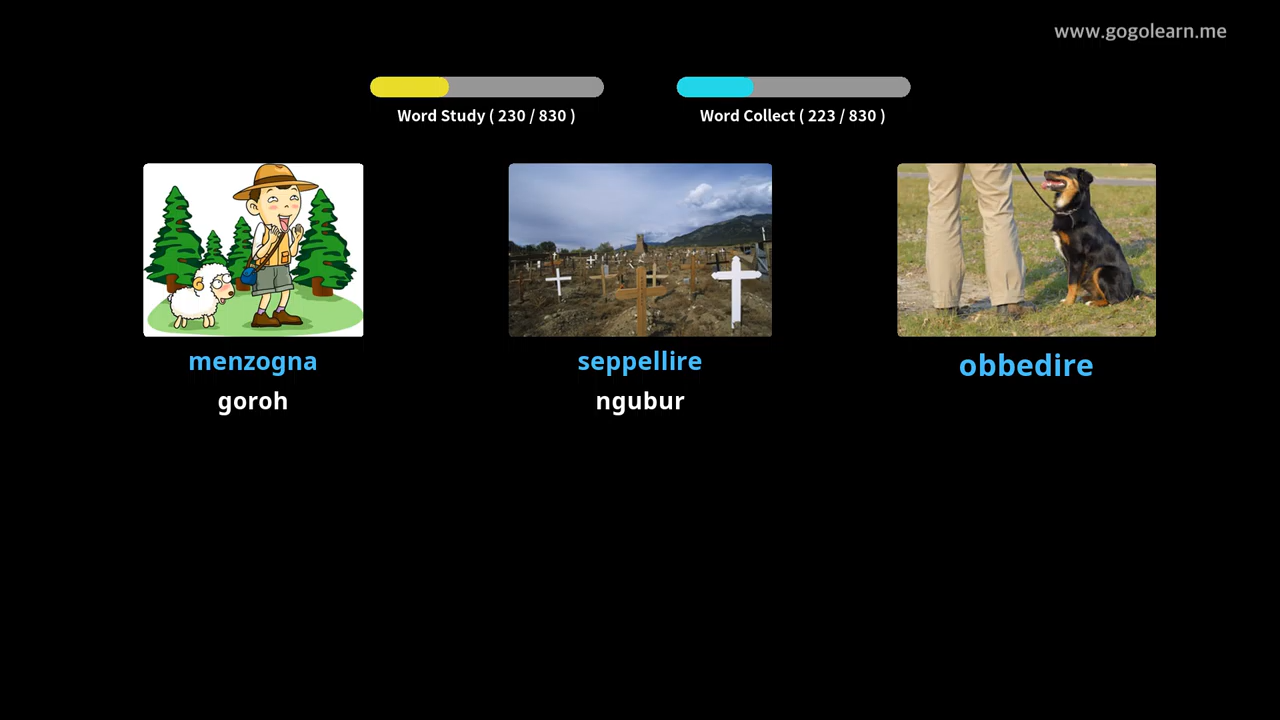 www.gogolearn.me
Word Study ( 230 / 830 )
Word Collect ( 223 / 830 )
menzogna
goroh
seppellire
ngubur
obbedire